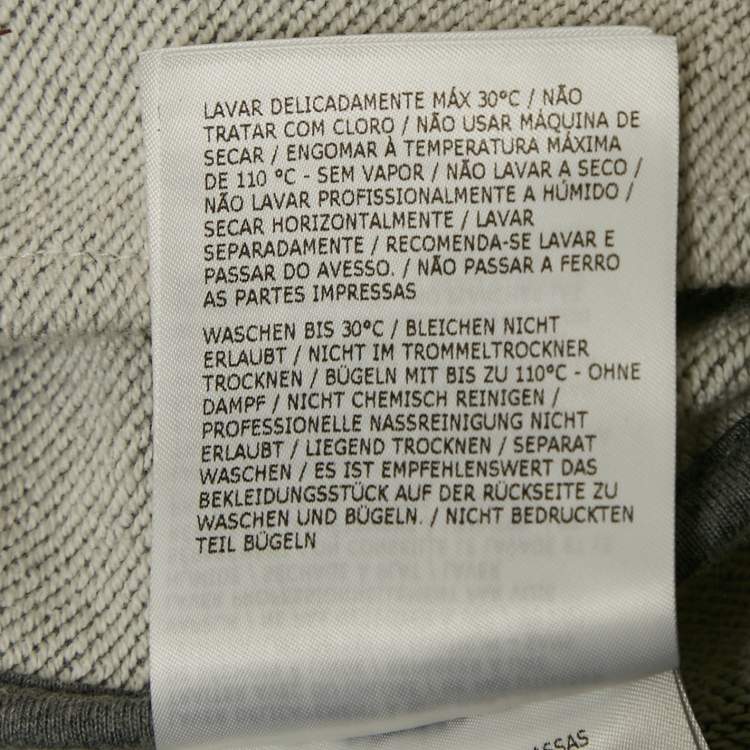 LAVAR DELICADAMENTE MÁX 30°C / NÃO
TRATAR COM CLORO / NÃO USAR MÁQUINA DE
SECAR / ENGOMAR À TEMPERATURA MÁXIMA
DE 110 °C - SEM VAPOR / NÃO LAVAR A SECO /
NÃO LAVAR PROFISSIONALMENTE A HÚMIDO /
SECAR HORIZONTALMENTE / LAVAR
SEPARADAMENTE / RECOMENDA-SE LAVAR E
PASSAR DO AVESSO. / NÃO PASSAR A FERRO
AS PARTES IMPRESSAS
WASCHEN BIS 30°C / BLEICHEN NICHT
ERLAUBT / NICHT IM TROMMELTROCKNER
TROCKNEN / BÜGELN MIT BIS ZU 110°C - OHNE
DAMPF / NICHT CHEMISCH REINIGEN /
PROFESSIONELLE NASSREINIGUNG NICHT
ERLAUBT / LIEGEND TROCKNEN / SEPARAT
WASCHEN / ES IST EMPFEHLENSWERT DAS
BEKLEIDUNGSSTÜCK AUF DER RÜCKSEITE ZU
WASCHEN UND BÜGELN. / NICHT BEDRUCKTEN
TEIL BÜGELN